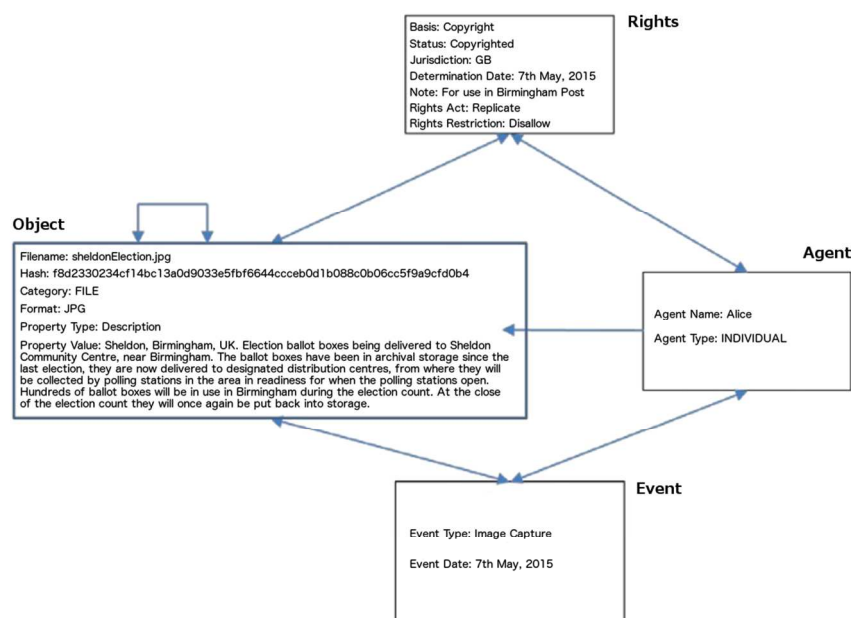 Rights
Basis: Copyright
Status: Copyrighted
Jurisdiction: GB
Determination Date: 7th May, 2015
Note: For use in Birmingham Post
Rights Act: Replicate
Rights Restriction: Disallow
Object
Filename: sheldonElection.jpg
Hash: f8d2330234cf14bc13a0d9033e5fbf6644ccceb0d1b088c0b06cc5f9a9cfd0b4
Category: FILE
Format: JPG
Property Type: Description
Property Value: Sheldon, Birmingham, UK. Election ballot boxes being delivered to Sheldon
Community Centre, near Birmingham. The ballot boxes have been in archival storage since the
last election, they are now delivered to designated distribution centres, from where they will
be collected by polling stations in the area in readiness for when the polling stations open.
Hundreds of ballot boxes will be in use in Birmingham during the election count. At the close
of the election count they will once again be put back into storage.
Agent
Agent Name: Alice
Agent Type: INDIVIDUAL
Event
Event Type: Image Capture
Event Date: 7th May, 2015